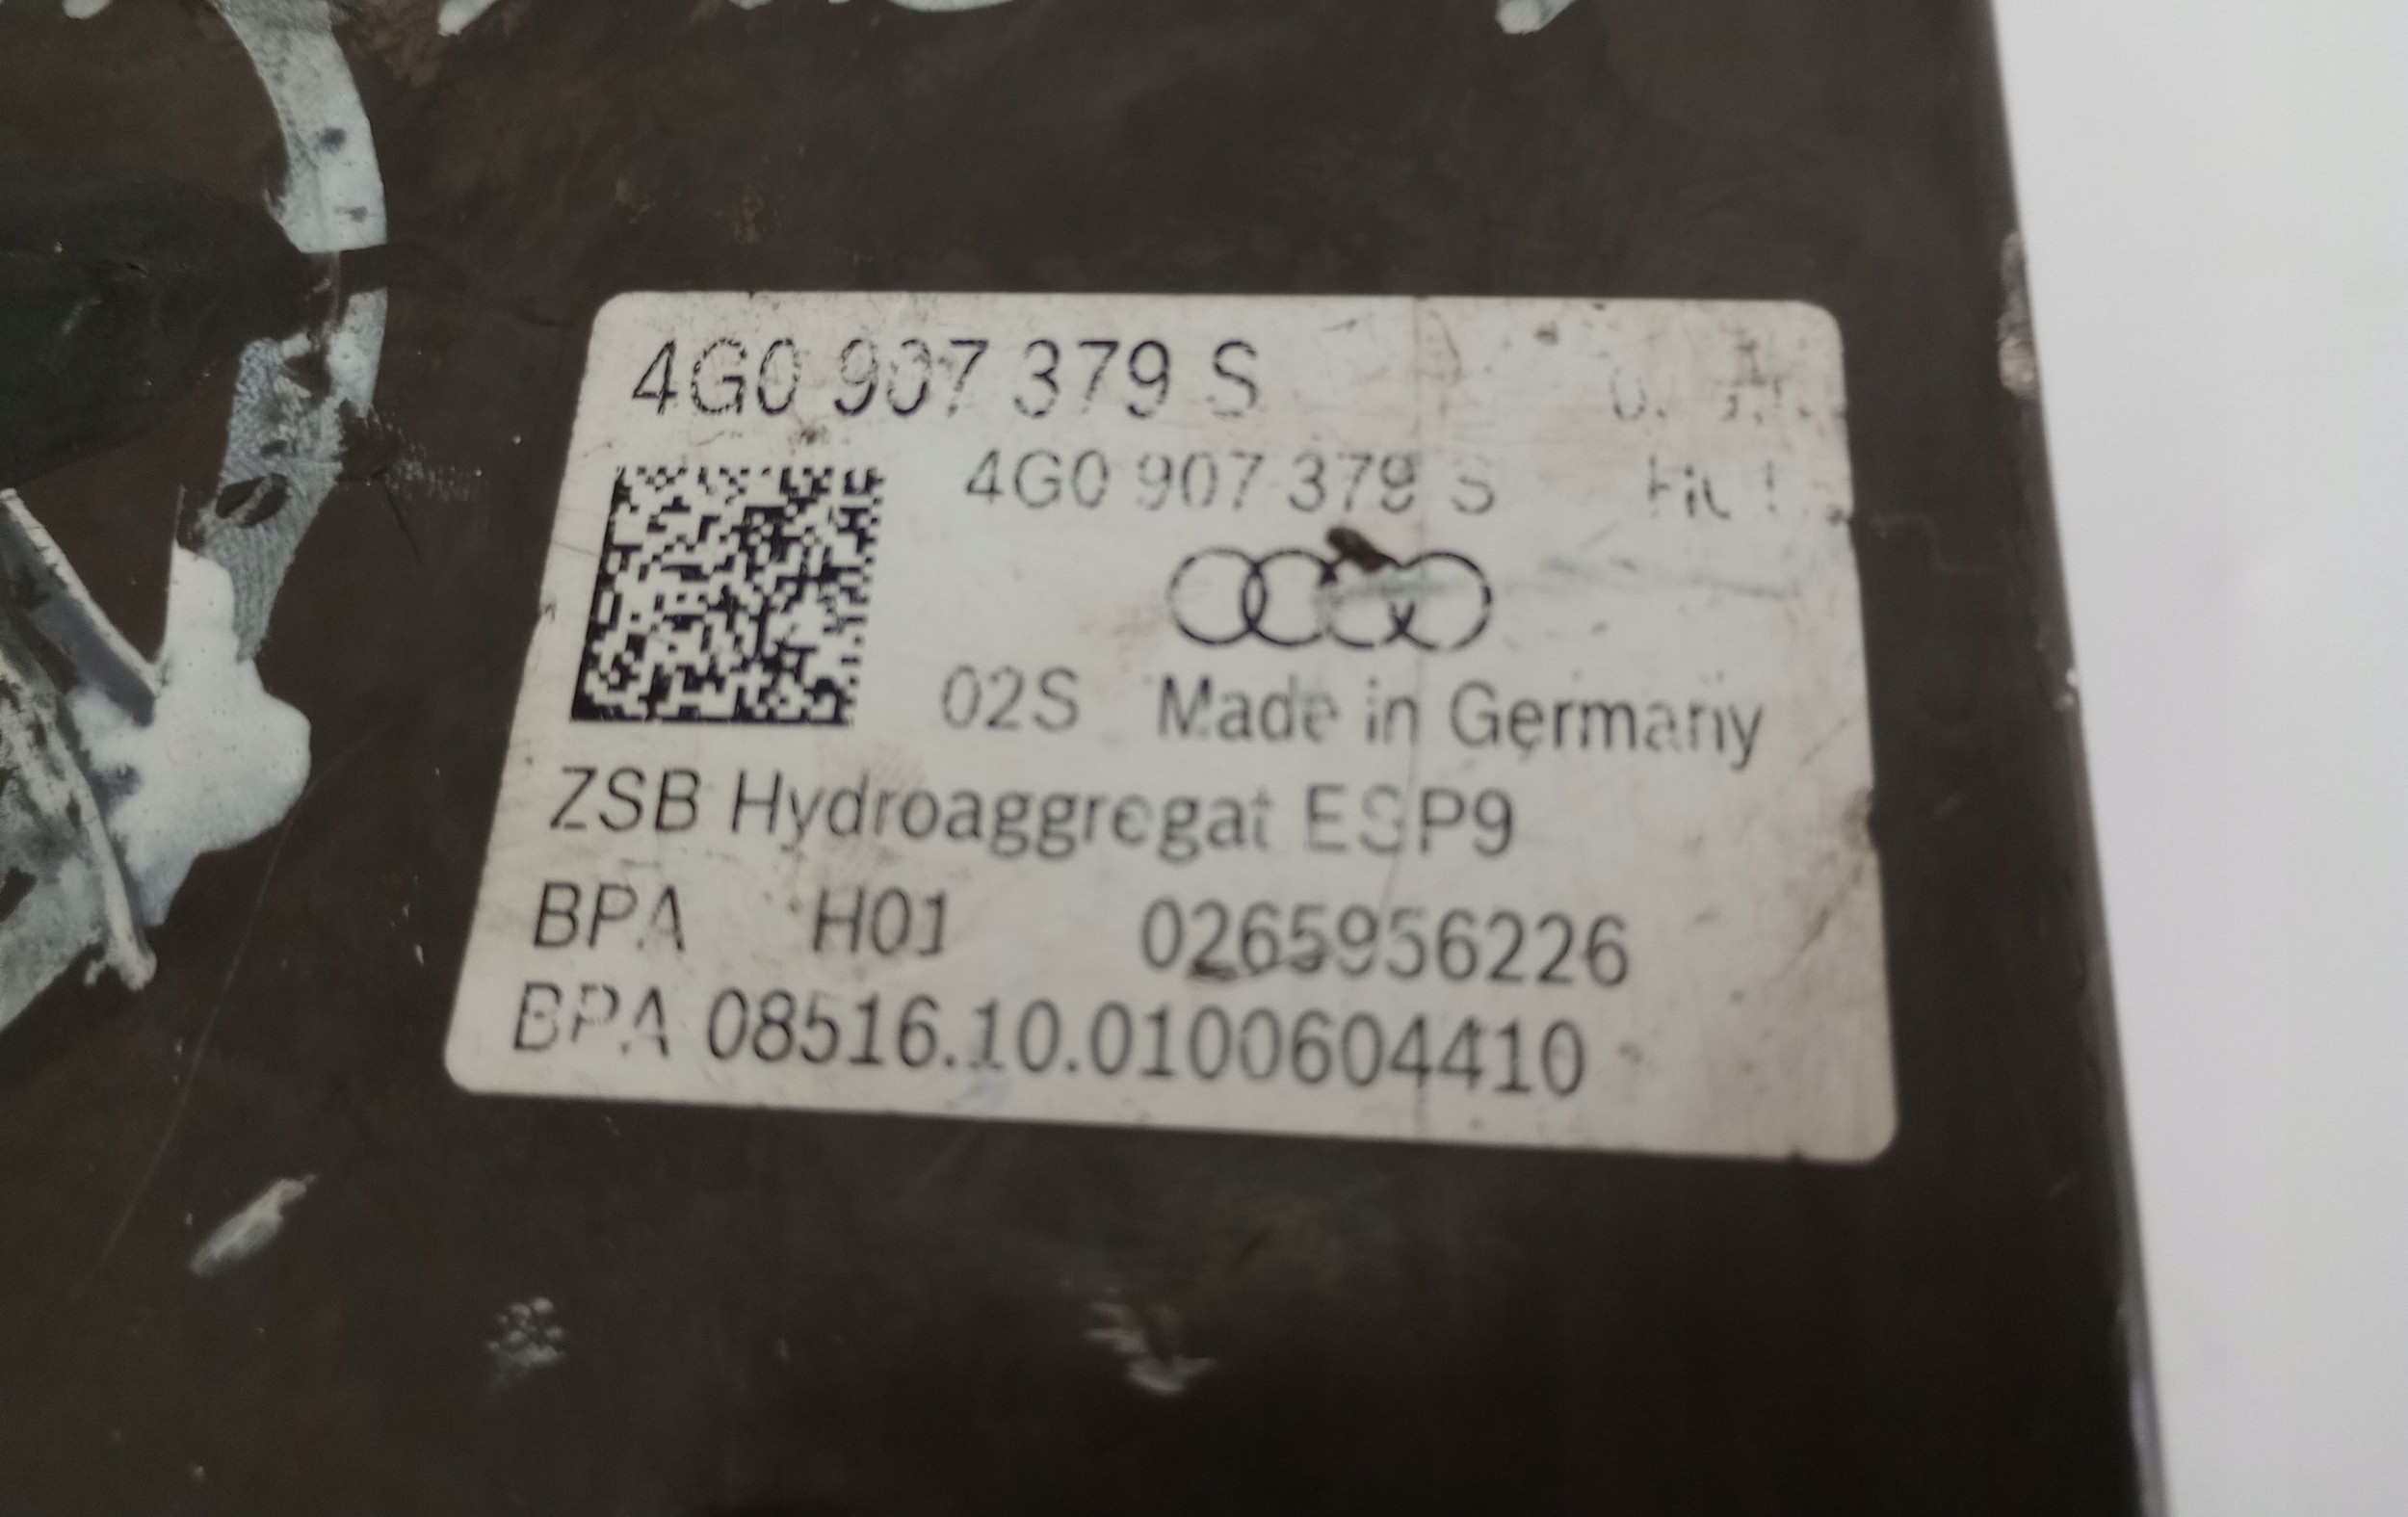 4G0 907 379 S
4G0 907 379 S
02S Made in Germany
ZSB Hydroaggregat ESP9
BPA H01 0265956226
BPA 08516.10.0100604410